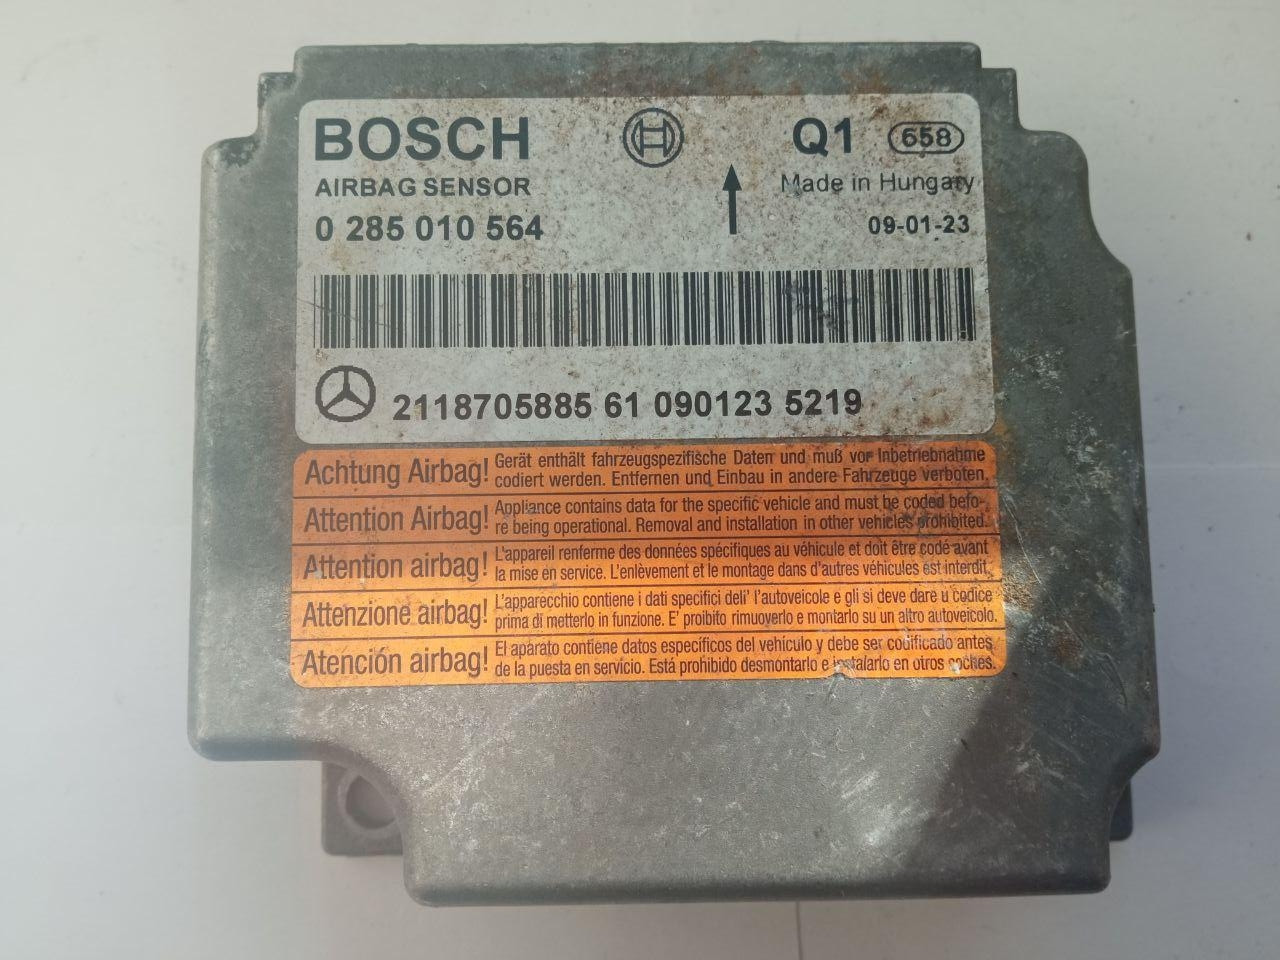 BOSCH
Q1 658
AIRBAG SENSOR
Made in Hungary
0 285 010 564
09-01-23
2118705885 61 090123 5219
Achtung Airbag! Gerät enthält fahrzeugspezifische Daten und muß vor Inbetriebnahme
codiert werden. Entfernen und Einbau in andere Fahrzeuge verboten.
Attention Airbag! Appliance contains data for the specific vehicle and must be coded befo-
re being operational. Removal and installation in other vehicles prohibited.
Attention airbag! L'appareil renferme des données spécifiques au véhicule et doit être codé avant
la mise en service. L'enlèvement et le montage dans d'autres véhicules est interdit.
Attenzione airbag! L'apparecchio contiene i dati specifici deli' l'autoveicolo e gli si deve dare u codice
prima di metterlo in funzione. E' proibito rimuoverlo e montarlo su un altro autoveicolo.
Atención airbag! El aparato contiene datos específicos del vehículo y debe ser codificado antes
de la puesta en servicio. Está prohibido desmontarlo e instalarlo en otros coches.